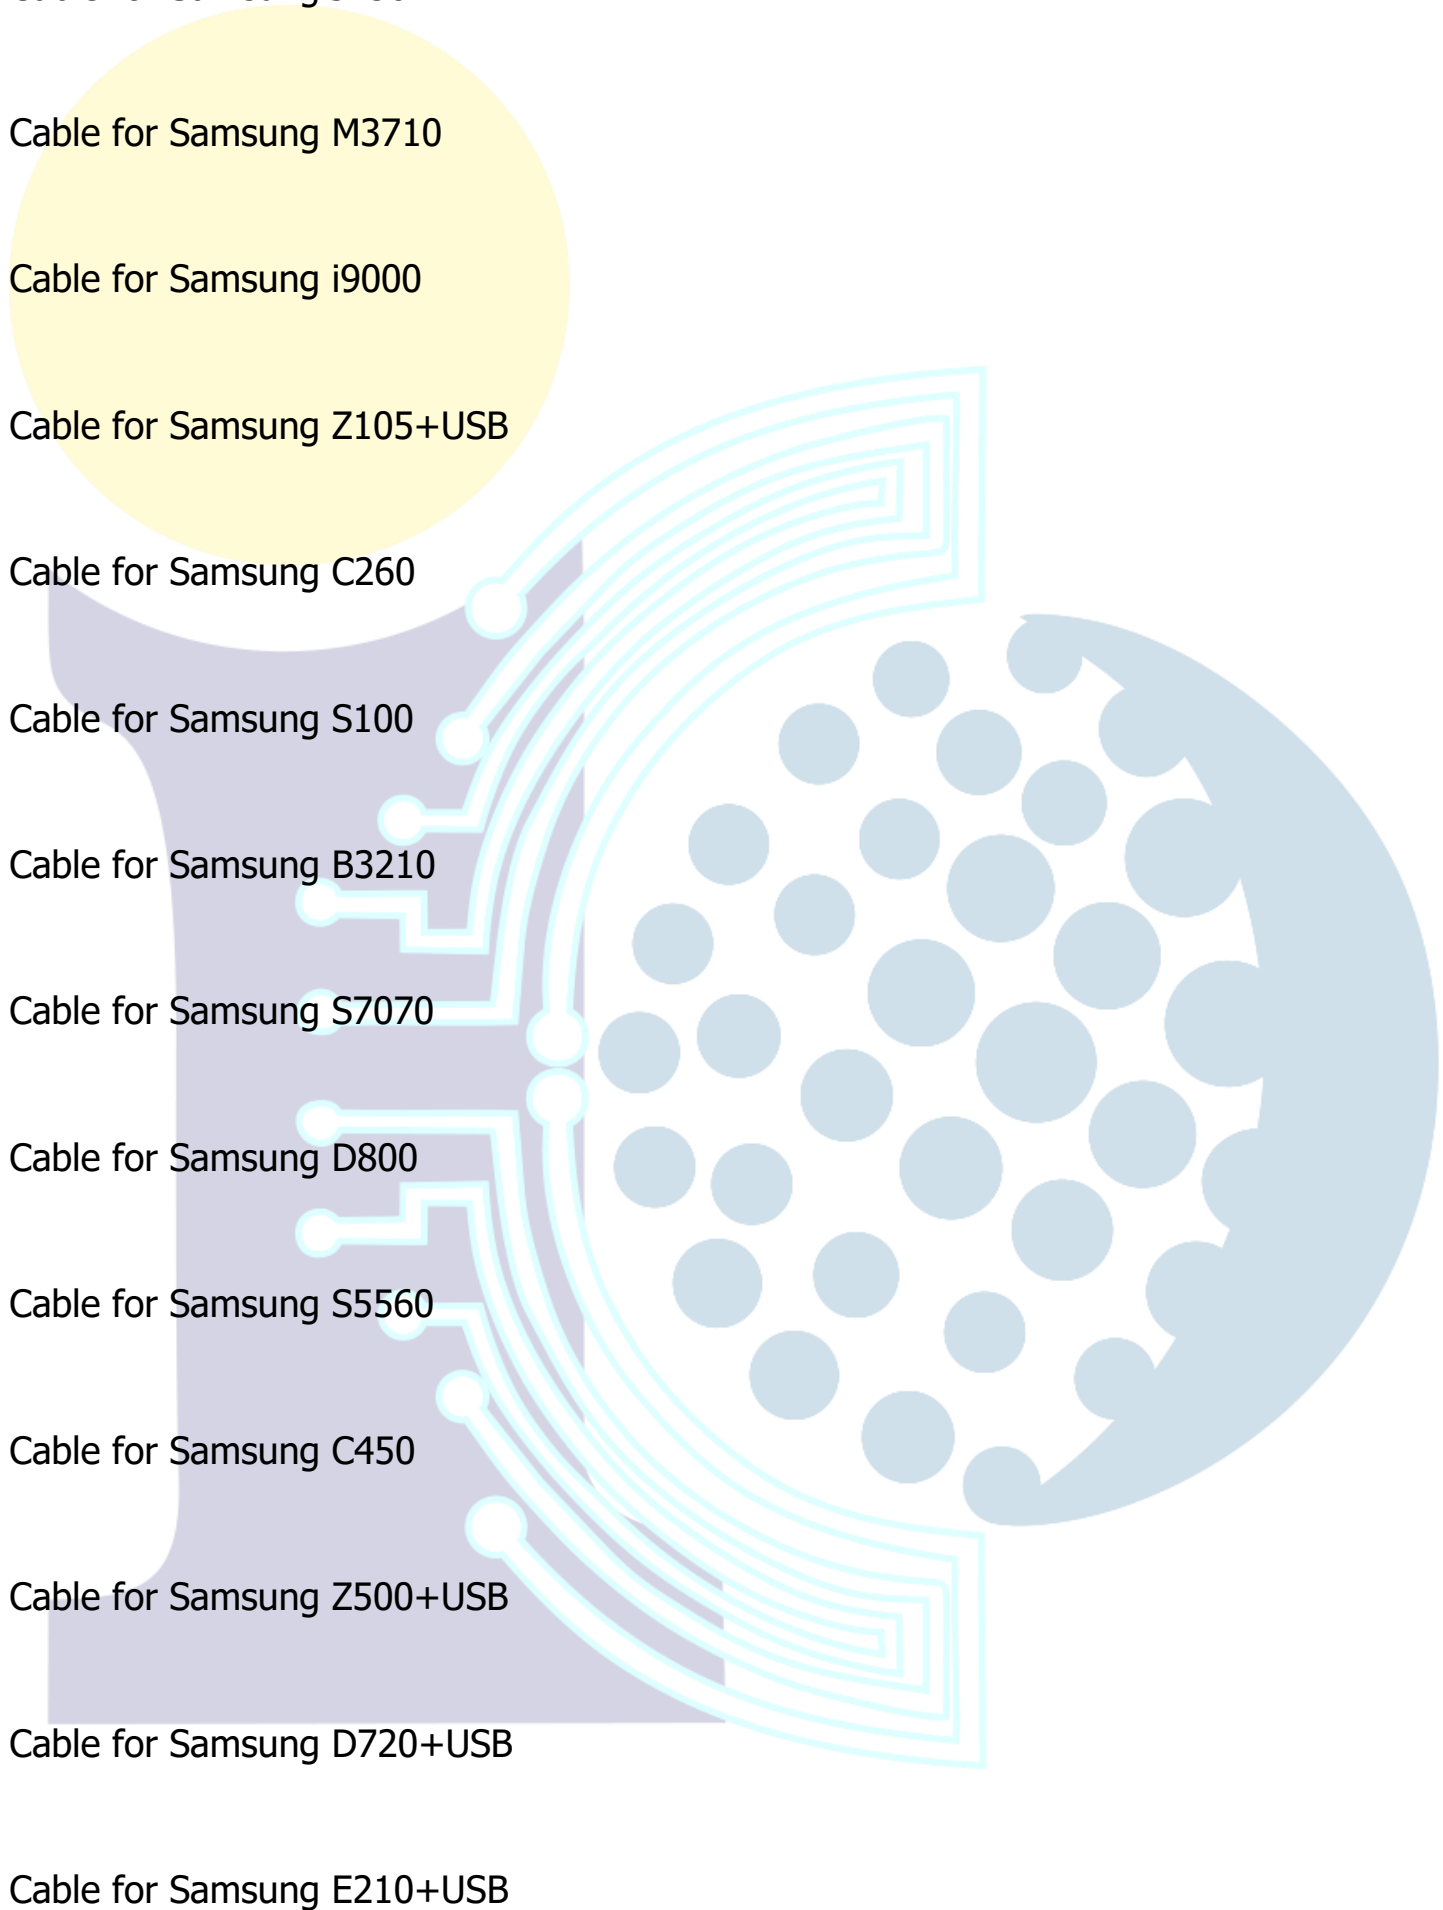 Cable for Samsung M3710
Cable for Samsung i9000
Cable for Samsung Z105+USB
Cable for Samsung C260
Cable for Samsung S100
Cable for Samsung B3210
Cable for Samsung S7070
Cable for Samsung D800
Cable for Samsung S5560
Cable for Samsung C450
Cable for Samsung Z500+USB
Cable for Samsung D720+USB
Cable for Samsung E210+USB